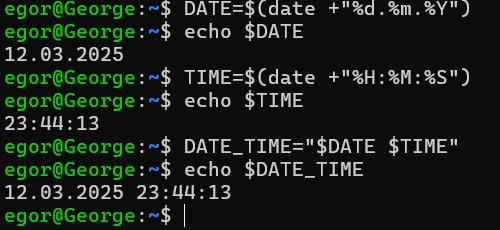 egor@George:~$ DATE=$(date +"%d.%m.%Y")
egor@George:~$ echo $DATE
12.03.2025
egor@George:~$ TIME=$(date +"%H:%M:%S")
egor@George:~$ echo $TIME
23:44:13
egor@George:~$ DATE_TIME="$DATE $TIME"
egor@George:~$ echo $DATE_TIME
12.03.2025 23:44:13
egor@George:~$